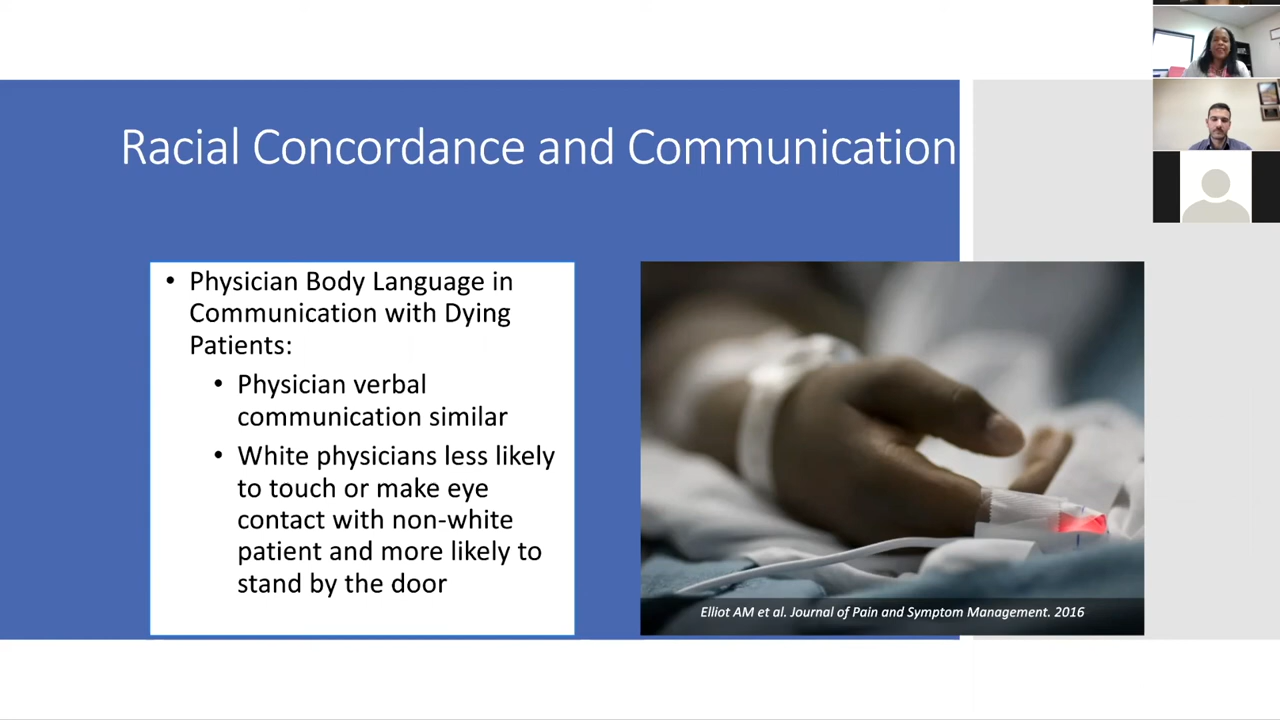 Racial Concordance and Communication
• Physician Body Language in
Communication with Dying
Patients:
• Physician verbal
communication similar
• White physicians less likely
to touch or make eye
contact with non-white
patient and more likely to
stand by the door
Elliot AM et al. Journal of Pain and Symptom Management. 2016